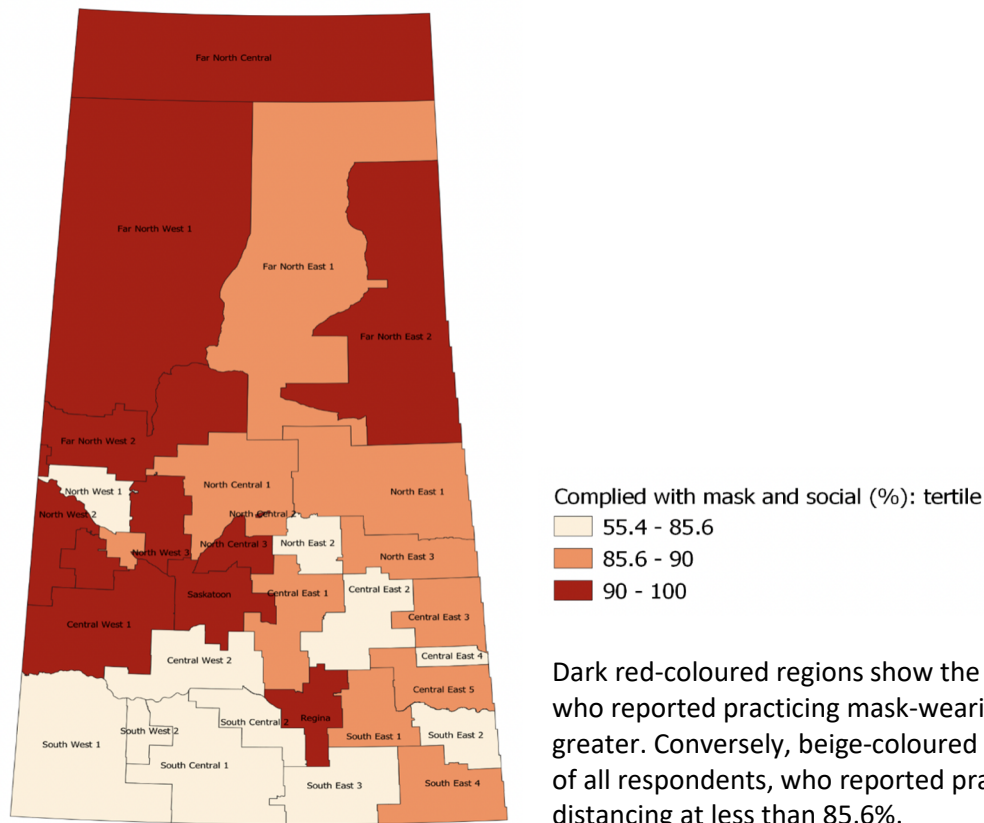 Far North Central
Far North West 1
Far North East 1
Far North East 2
Far North West 2
North West 1
North Central 1
North East 1
North West 2
North Central 2
North West 3
North Central 3
North East 2
North East 3
Saskatoon
Central East 1
Central East 2
Central East 3
Central West 1
Central East 4
Central West 2
Central East 5
South West 1
South West 2
South Central 2
Regina
South East 1
South East 2
South Central 1
South East 3
South East 4
Complied with mask and social (%): tertile
55.4 - 85.6
85.6 - 90
90 - 100
Dark red-coloured regions show the
who reported practicing mask-weari
greater. Conversely, beige-coloured
of all respondents, who reported pra
distancing at less than 85.6%.